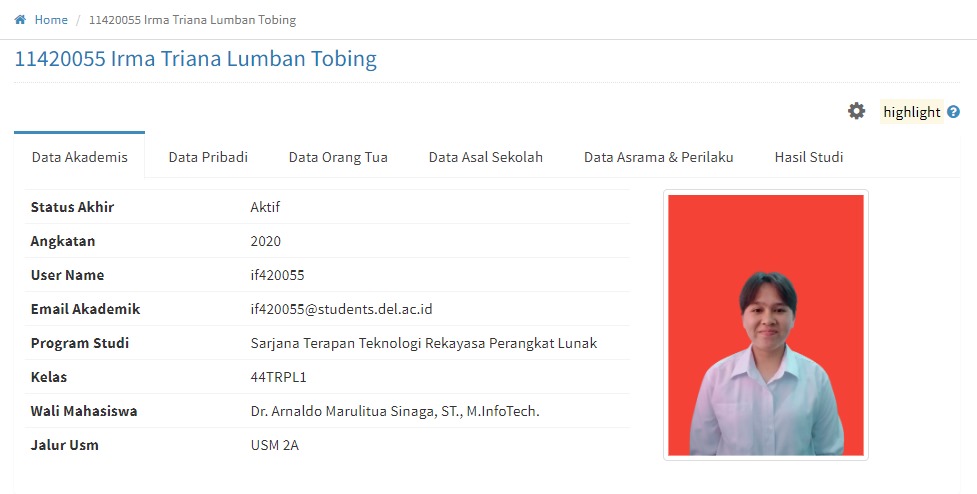 Home / 11420055 Irma Triana Lumban Tobing
11420055 Irma Triana Lumban Tobing
highlight
Data Akademis Data Pribadi Data Orang Tua Data Asal Sekolah Data Asrama & Perilaku Hasil Studi
Status Akhir Aktif
Angkatan 2020
User Name if420055
Email Akademik if420055@students.del.ac.id
Program Studi Sarjana Terapan Teknologi Rekayasa Perangkat Lunak
Kelas 44TRPL1
Wali Mahasiswa Dr. Arnaldo Marulitua Sinaga, ST., M.InfoTech.
Jalur Usm USM 2A